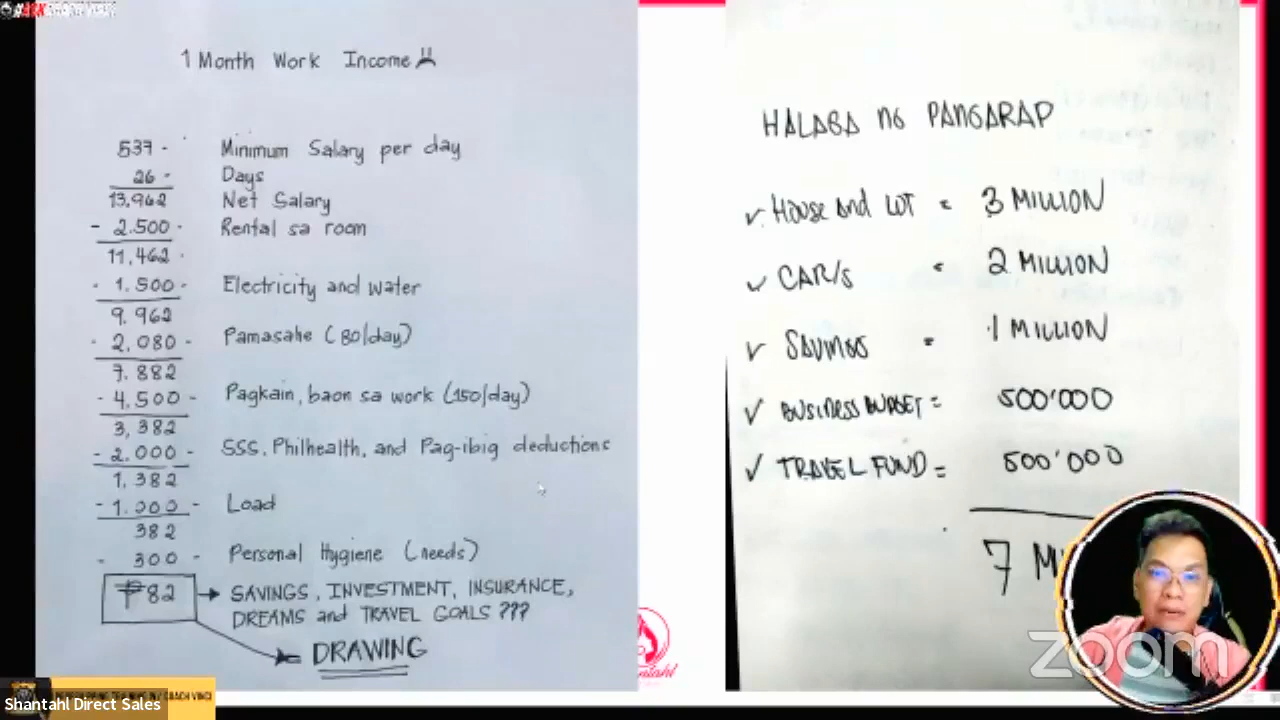 1 Month Work Income
537 - Minimum Salary per day
26 - Days
13,962 Net Salary
- 2.500 - Rental sa room
11,462
- 1.500 - Electricity and water
9.962
- 2,080 - Pamasahe (80/day)
7.882
- 4,500 - Pagkain, baon sa work (150/day)
3,382
- 2.000 - SSS, Philhealth, and Pag-ibig deductions
1,382
- 1.000 - Load
382
- 300 - Personal Hygiene (needs)
₱82 → SAVINGS, INVESTMENT, INSURANCE,
DREAMS and TRAVEL GOALS ???
DRAWING
HALAGA NG PANGARAP
✓ HOUSE and LOT = 3 MILLION
✓ CAR/S = 2 MILLION
✓ SAVINGS = 1 MILLION
✓ BUSINESS BUDGET = 500'000
✓ TRAVEL FUND = 500'000
7 M
zoom
COACH VINCI
Shantahl Direct Sales